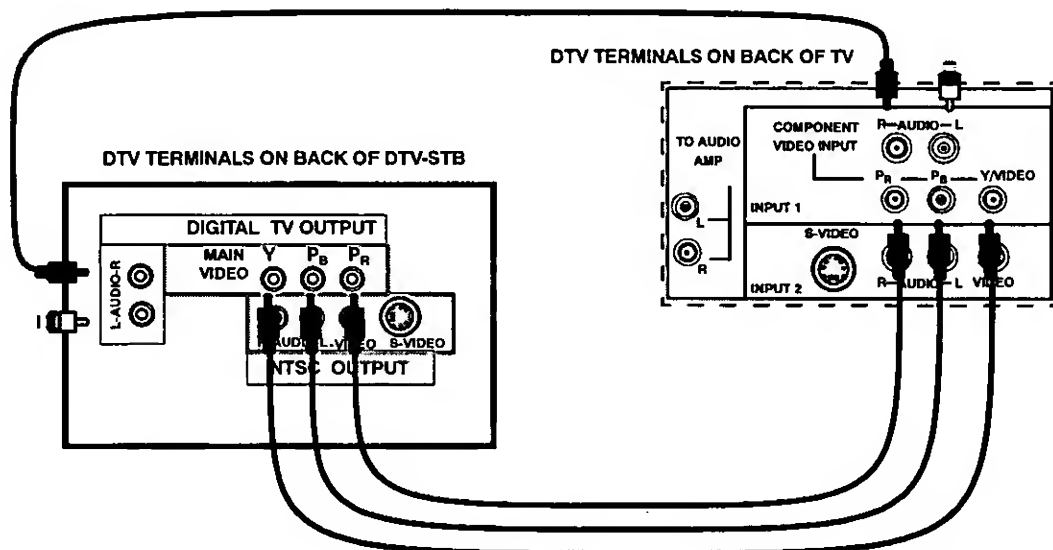 DTV TERMINALS ON BACK OF TV
TO AUDIO
AMP
L
R
COMPONENT
VIDEO INPUT
R-AUDIO-L
PR
PB
Y/VIDEO
INPUT 1
S-VIDEO
R-AUDIO-L
VIDEO
INPUT 2
DTV TERMINALS ON BACK OF DTV-STB
DIGITAL TV OUTPUT
MAIN
VIDEO
Y
PB
PR
L-AUDIO-R
S-VIDEO
NTSC OUTPUT